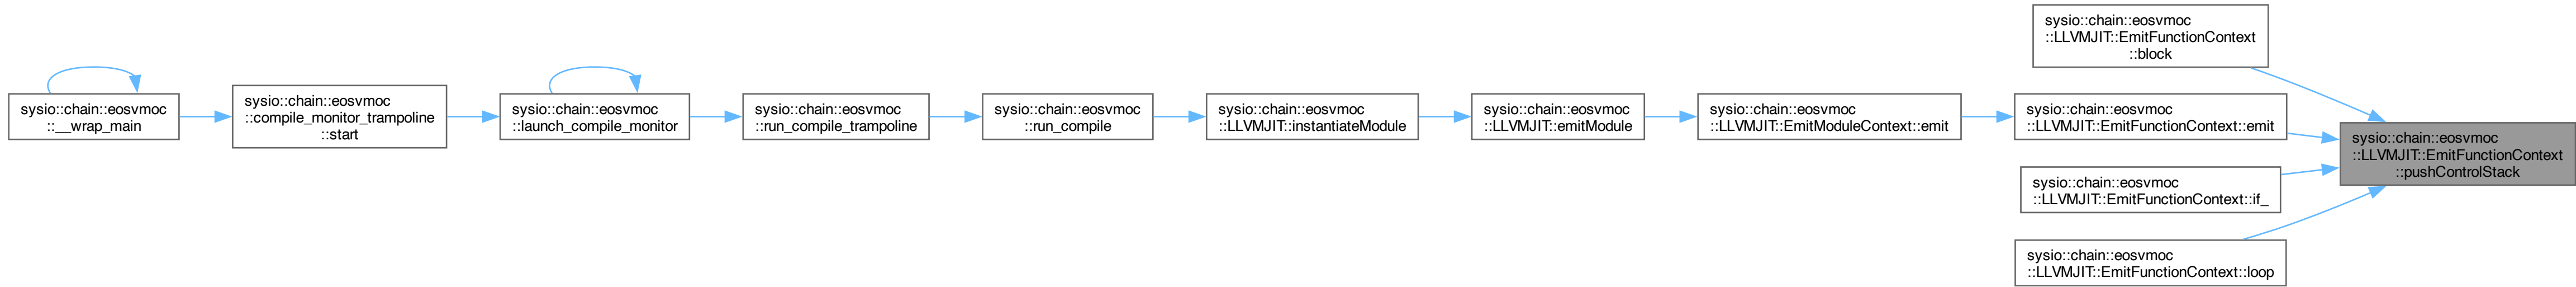 sysio::chain::eosvmoc
::__wrap_main
sysio::chain::eosvmoc
::compile_monitor_trampoline
::start
sysio::chain::eosvmoc
::launch_compile_monitor
sysio::chain::eosvmoc
::run_compile_trampoline
sysio::chain::eosvmoc
::run_compile
sysio::chain::eosvmoc
::LLVMJIT::instantiateModule
sysio::chain::eosvmoc
::LLVMJIT::emitModule
sysio::chain::eosvmoc
::LLVMJIT::EmitModuleContext::emit
sysio::chain::eosvmoc
::LLVMJIT::EmitFunctionContext
::block
sysio::chain::eosvmoc
::LLVMJIT::EmitFunctionContext::emit
sysio::chain::eosvmoc
::LLVMJIT::EmitFunctionContext::if_
sysio::chain::eosvmoc
::LLVMJIT::EmitFunctionContext::loop
sysio::chain::eosvmoc
::LLVMJIT::EmitFunctionContext
::pushControlStack